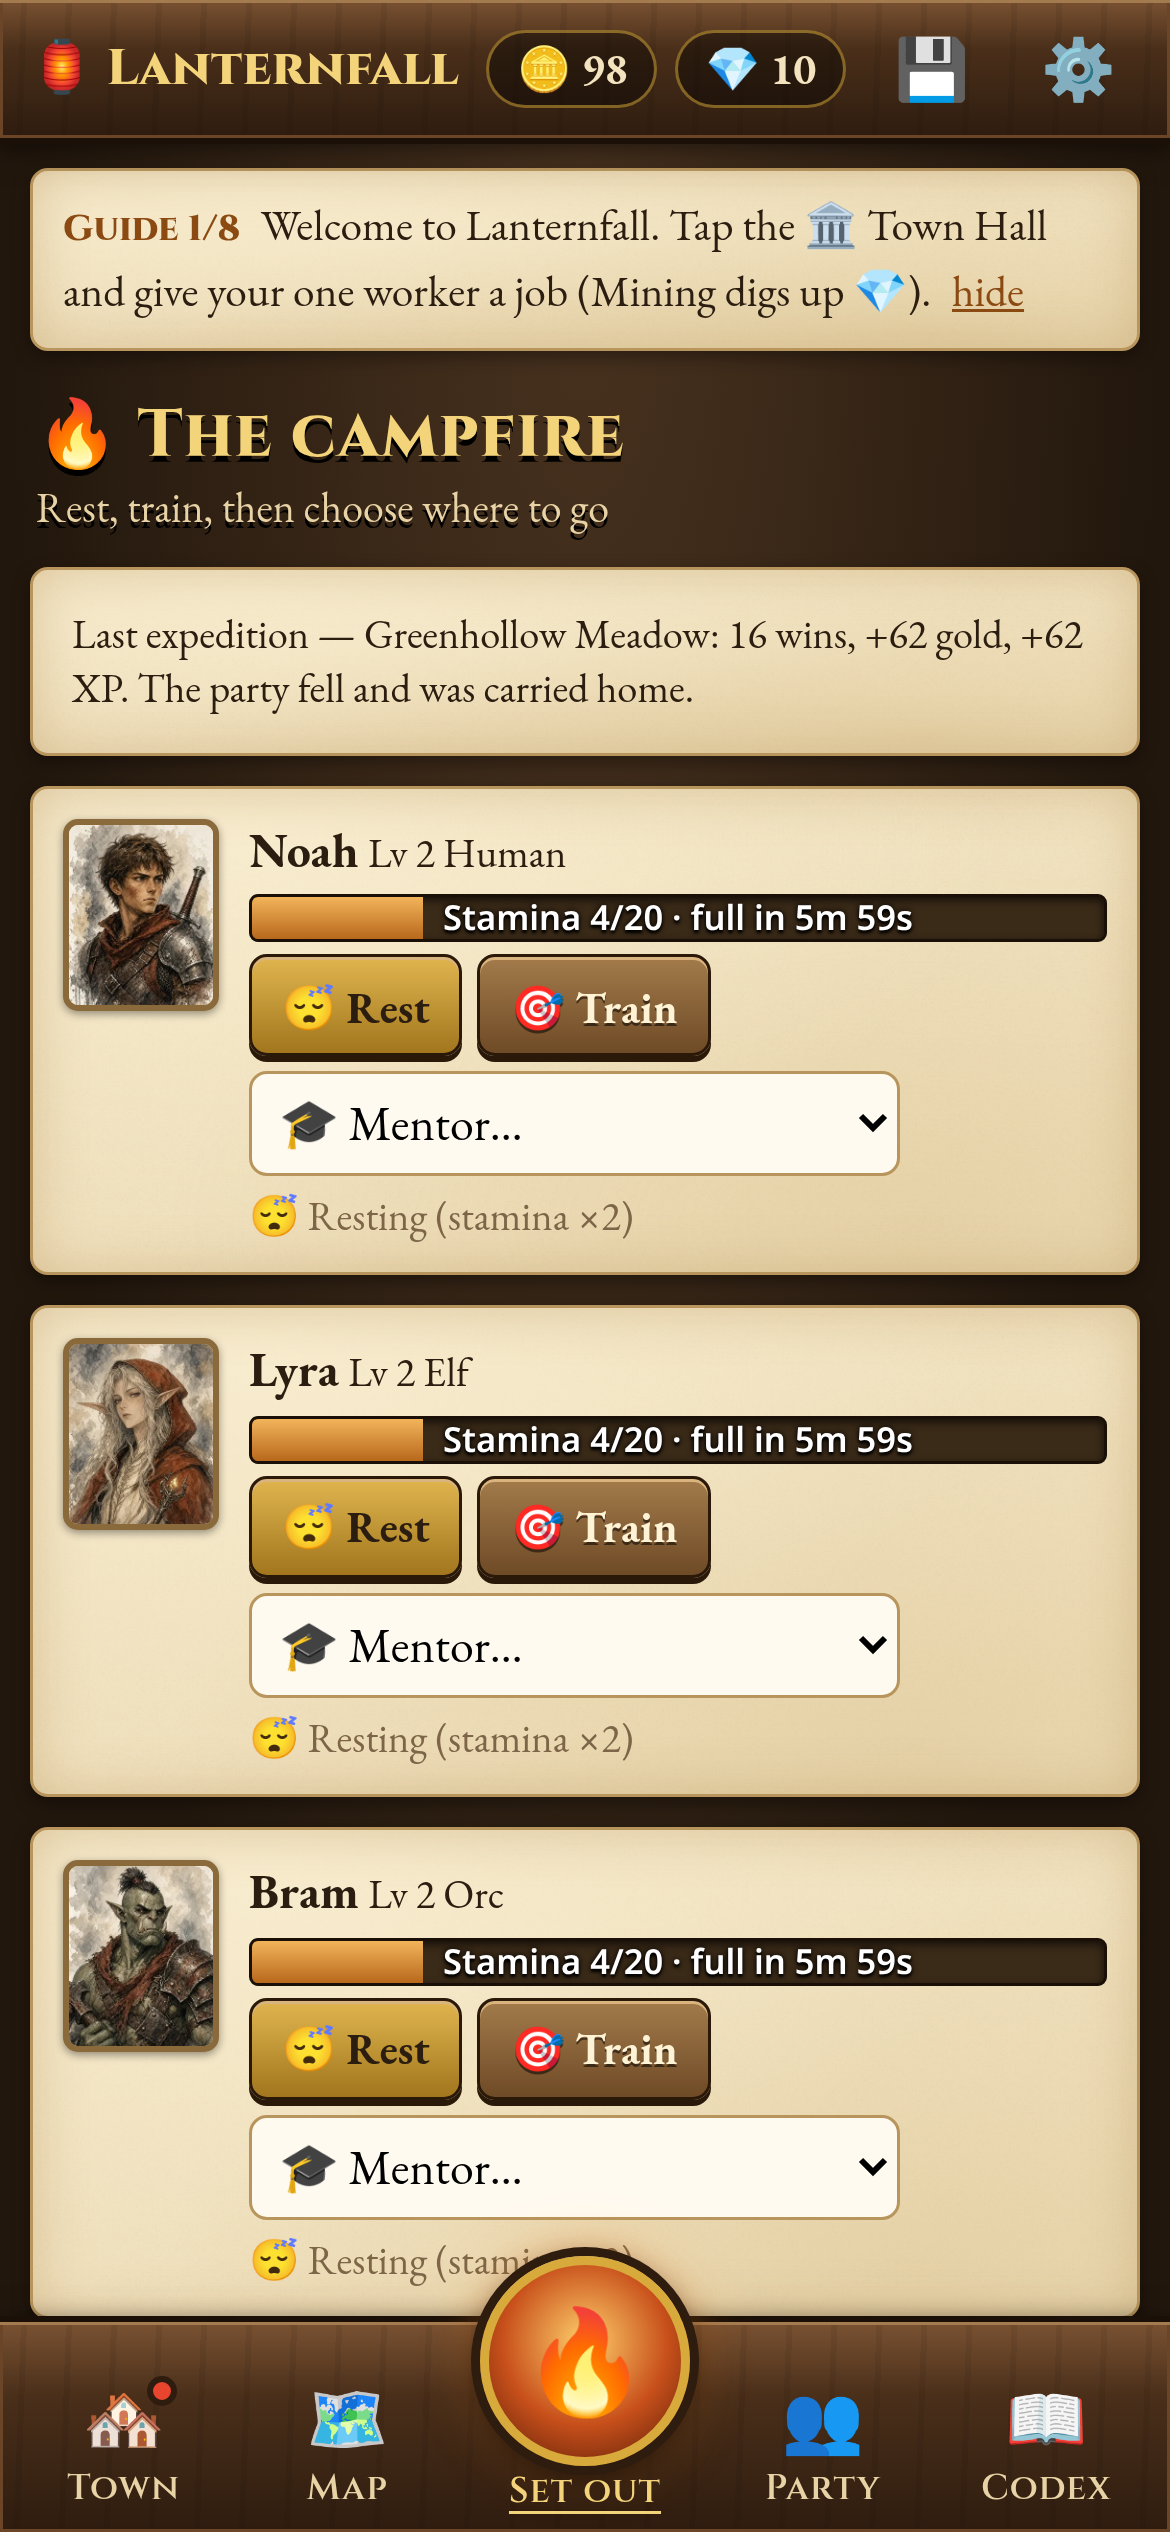 LANTERNFALL 98 10
GUIDE 1/8 Welcome to Lanternfall. Tap the Town Hall
and give your one worker a job (Mining digs up ). hide
THE CAMPFIRE
Rest, train, then choose where to go
Last expedition — Greenhollow Meadow: 16 wins, +62 gold, +62
XP. The party fell and was carried home.
Noah Lv 2 Human
Stamina 4/20 · full in 5m 59s
Rest Train
Mentor...
Resting (stamina ×2)
Lyra Lv 2 Elf
Stamina 4/20 · full in 5m 59s
Rest Train
Mentor...
Resting (stamina ×2)
Bram Lv 2 Orc
Stamina 4/20 · full in 5m 59s
Rest Train
Mentor...
Resting
TOWN MAP SET OUT PARTY CODEX